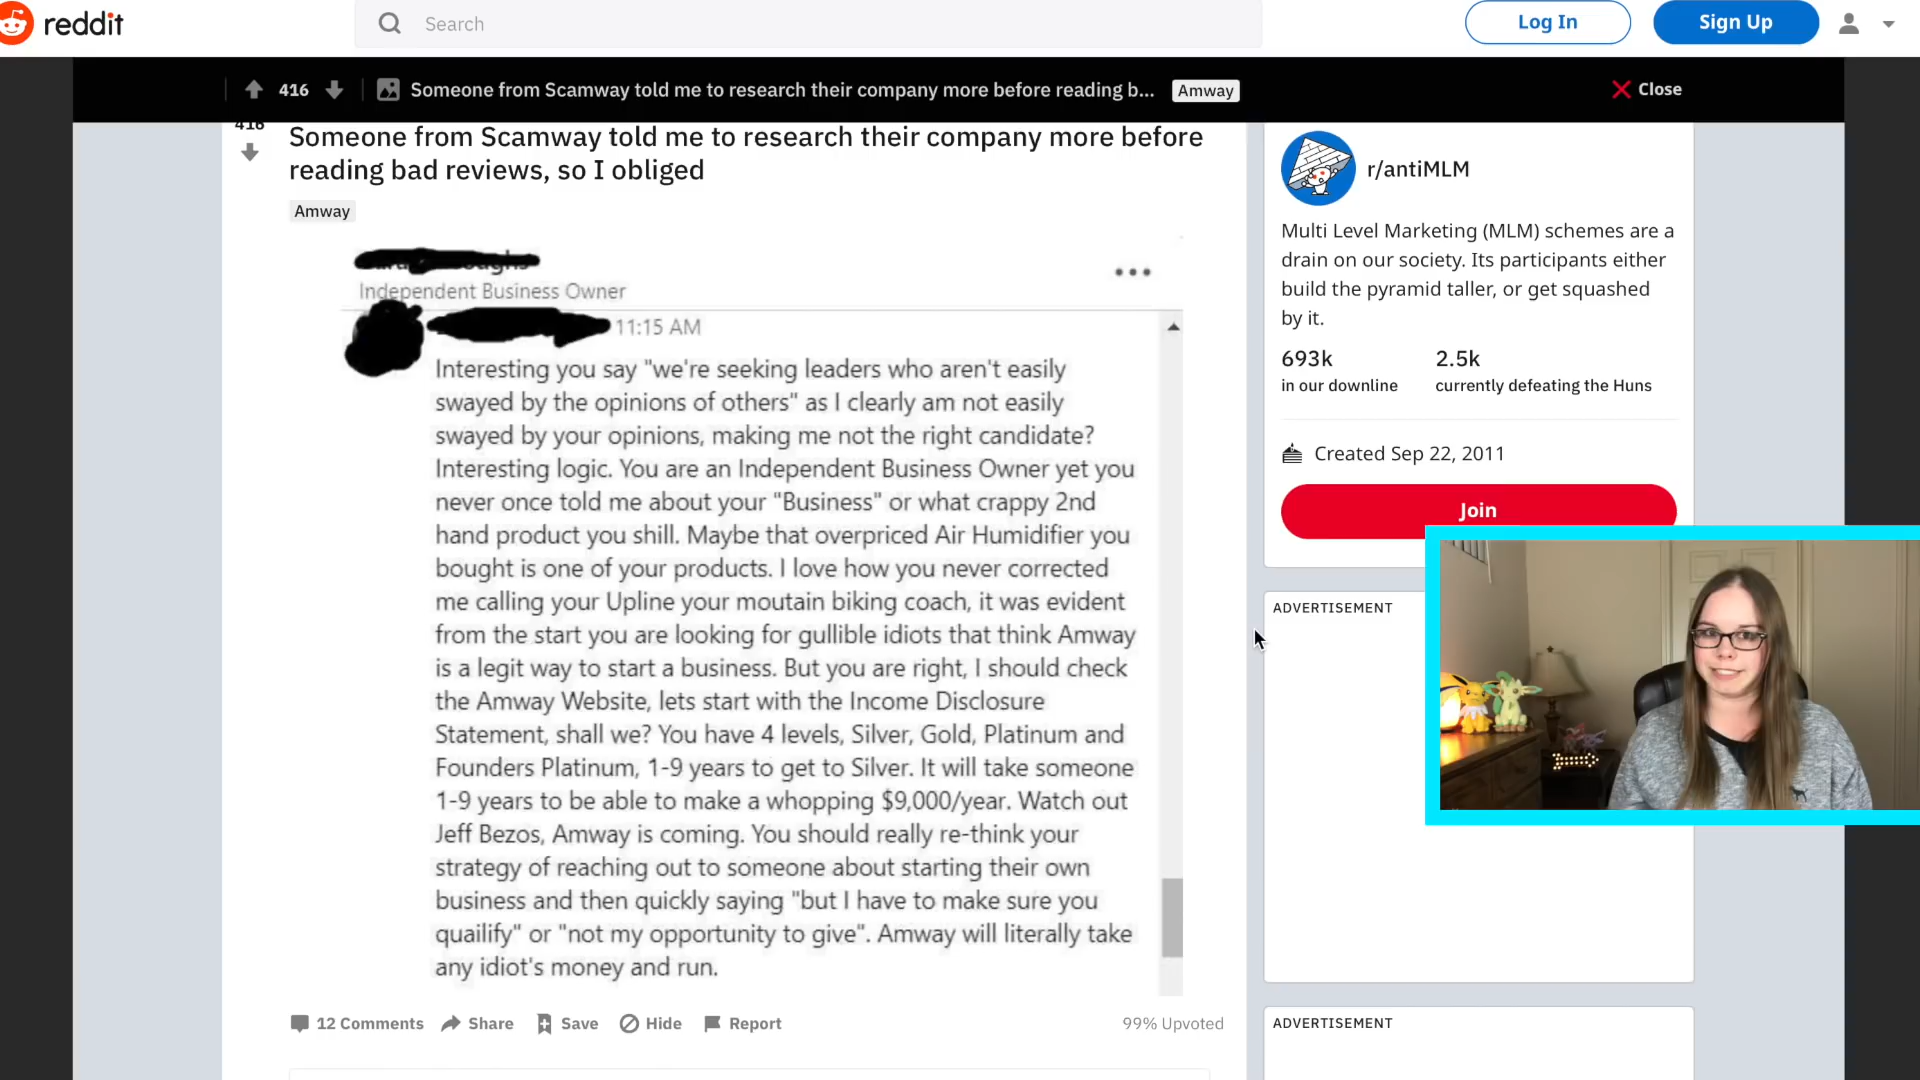 reddit
Search
Log In
Sign Up
416
Someone from Scamway told me to research their company more before reading b...
Amway
Close
416
Someone from Scamway told me to research their company more before
reading bad reviews, so I obliged
Amway
Independent Business Owner
11:15 AM
Interesting you say "we're seeking leaders who aren't easily
swayed by the opinions of others" as I clearly am not easily
swayed by your opinions, making me not the right candidate?
Interesting logic. You are an Independent Business Owner yet you
never once told me about your "Business" or what crappy 2nd
hand product you shill. Maybe that overpriced Air Humidifier you
bought is one of your products. I love how you never corrected
me calling your Upline your moutain biking coach, it was evident
from the start you are looking for gullible idiots that think Amway
is a legit way to start a business. But you are right, I should check
the Amway Website, lets start with the Income Disclosure
Statement, shall we? You have 4 levels, Silver, Gold, Platinum and
Founders Platinum, 1-9 years to get to Silver. It will take someone
1-9 years to be able to make a whopping $9,000/year. Watch out
Jeff Bezos, Amway is coming. You should really re-think your
strategy of reaching out to someone about starting their own
business and then quickly saying "but I have to make sure you
quailify" or "not my opportunity to give". Amway will literally take
any idiot's money and run.
12 Comments
Share
Save
Hide
Report
99% Upvoted
r/antiMLM
Multi Level Marketing (MLM) schemes are a
drain on our society. Its participants either
build the pyramid taller, or get squashed
by it.
693k
2.5k
in our downline
currently defeating the Huns
Created Sep 22, 2011
Join
ADVERTISEMENT
ADVERTISEMENT